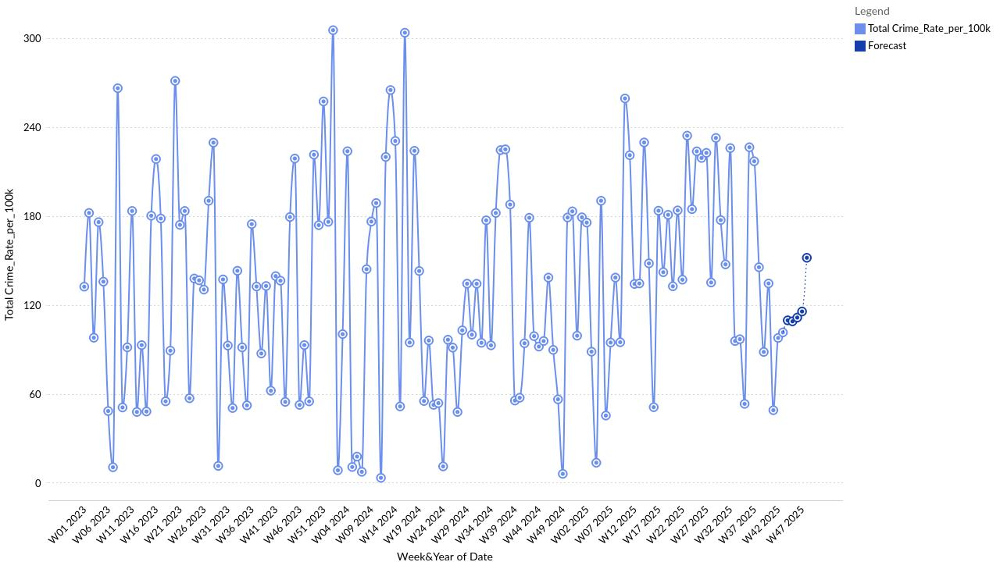 Legend
Total Crime_Rate_per_100k
Forecast
Total Crime_Rate_per_100k
300
240
180
120
60
0
W01 2023
W06 2023
W11 2023
W16 2023
W21 2023
W26 2023
W31 2023
W36 2023
W41 2023
W46 2023
W51 2023
W04 2024
W09 2024
W14 2024
W19 2024
W24 2024
W29 2024
W34 2024
W39 2024
W44 2024
W49 2024
W02 2025
W07 2025
W12 2025
W17 2025
W22 2025
W27 2025
W32 2025
W37 2025
W42 2025
W47 2025
Week&Year of Date